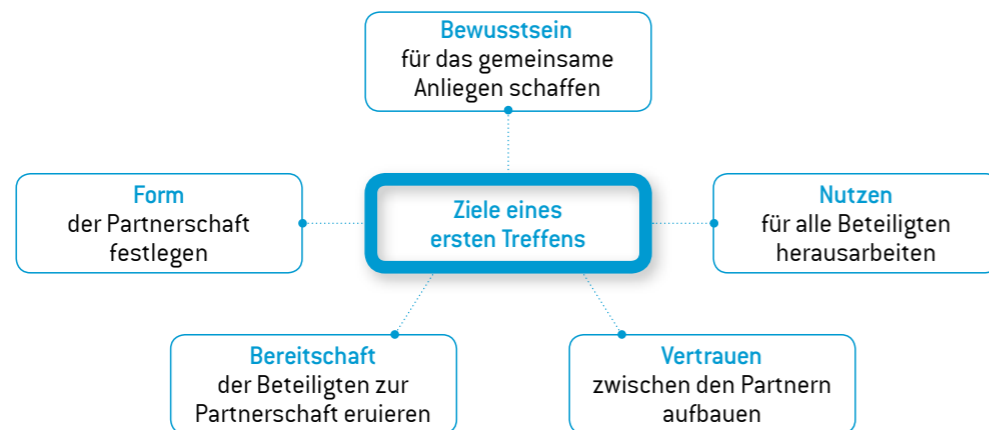 Bewusstsein
für das gemeinsame
Anliegen schaffen
Form
der Partnerschaft
festlegen
Ziele eines
ersten Treffens
Nutzen
für alle Beteiligten
herausarbeiten
Bereitschaft
der Beteiligten zur
Partnerschaft eruieren
Vertrauen
zwischen den Partnern
aufbauen